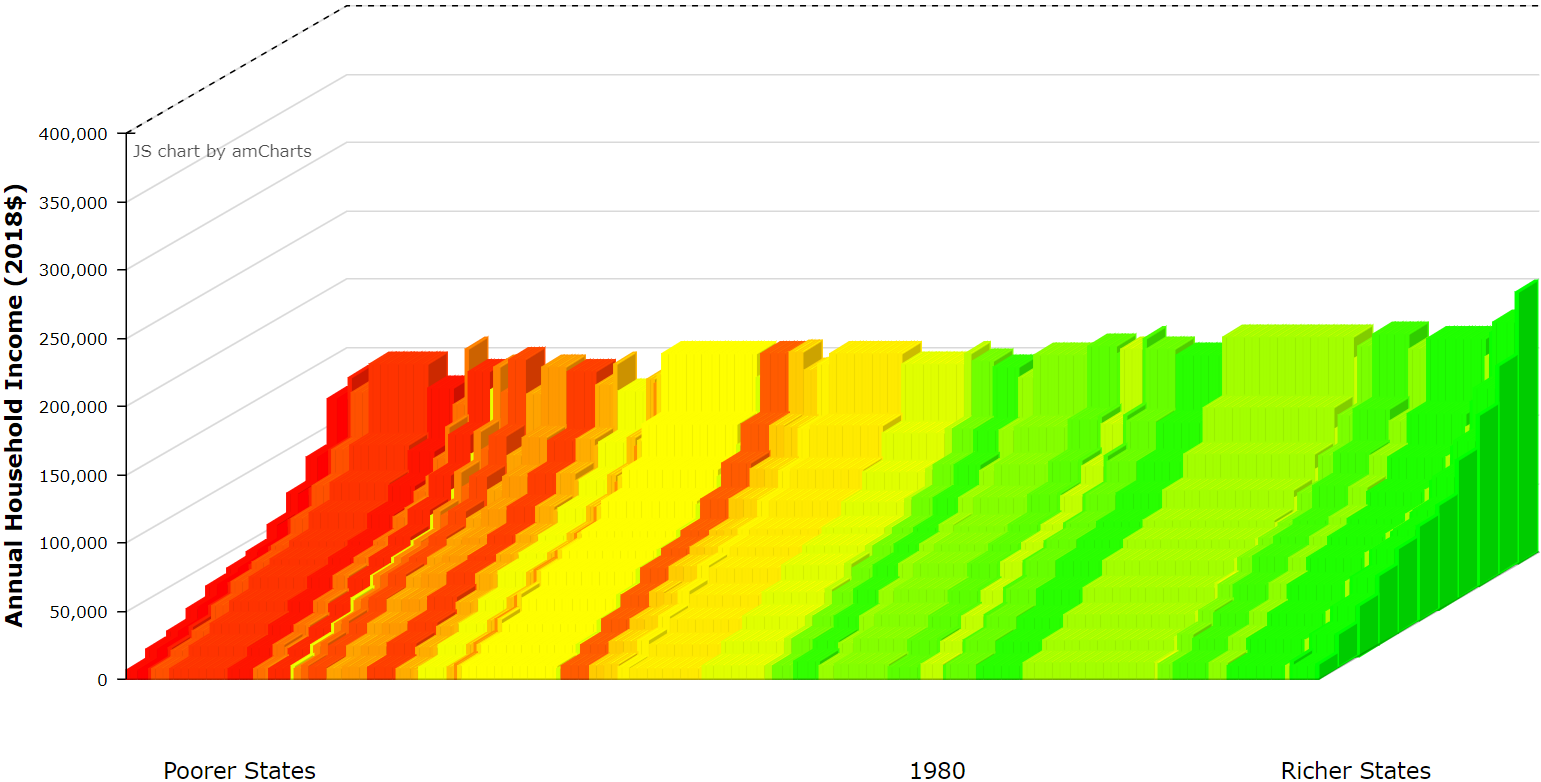 400,000
JS chart by amCharts
350,000
300,000
250,000
200,000
150,000
100,000
50,000
0
Annual Household Income (2018$)
Poorer States
1980
Richer States